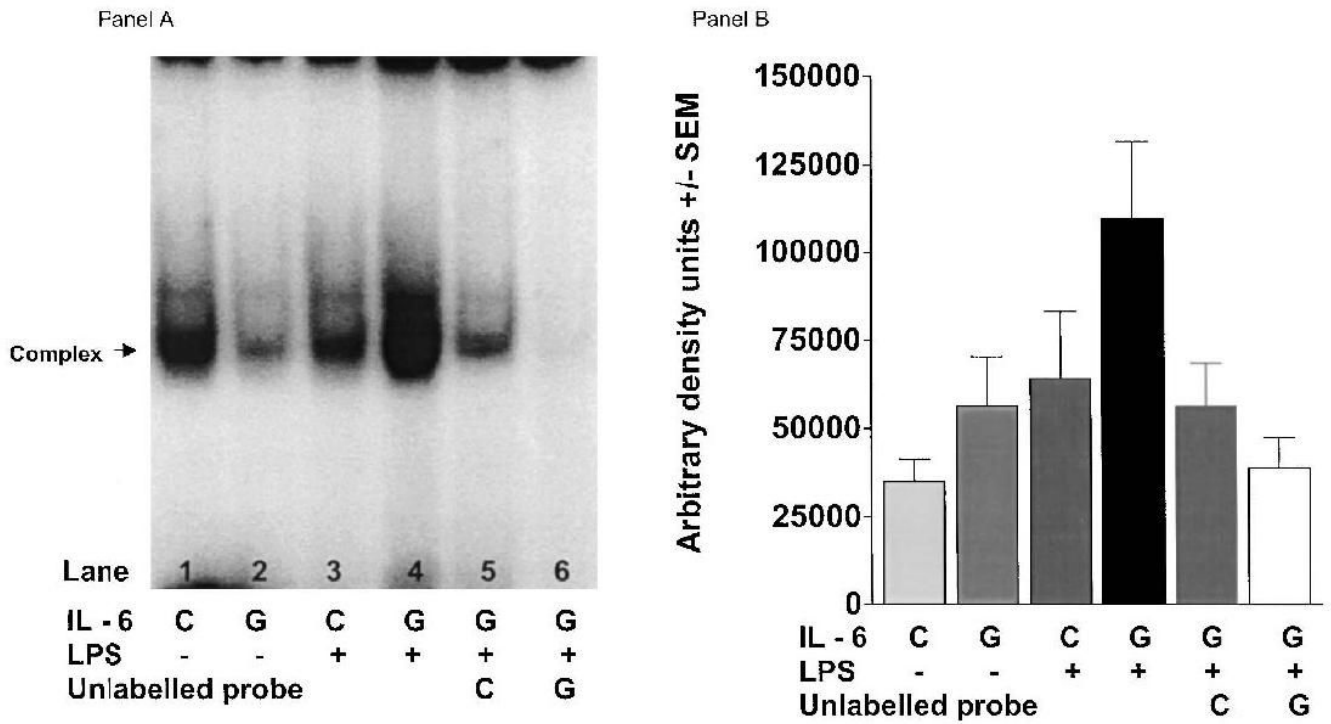 Panel A
Complex
Lane 1 2 3 4 5 6
IL - 6 C G C G G G
LPS - - + + + +
Unlabelled probe C G
Panel B
Arbitrary density units +/- SEM
150000
125000
100000
75000
50000
25000
0
IL - 6 C G C G G G
LPS - - + + + +
Unlabelled probe C G